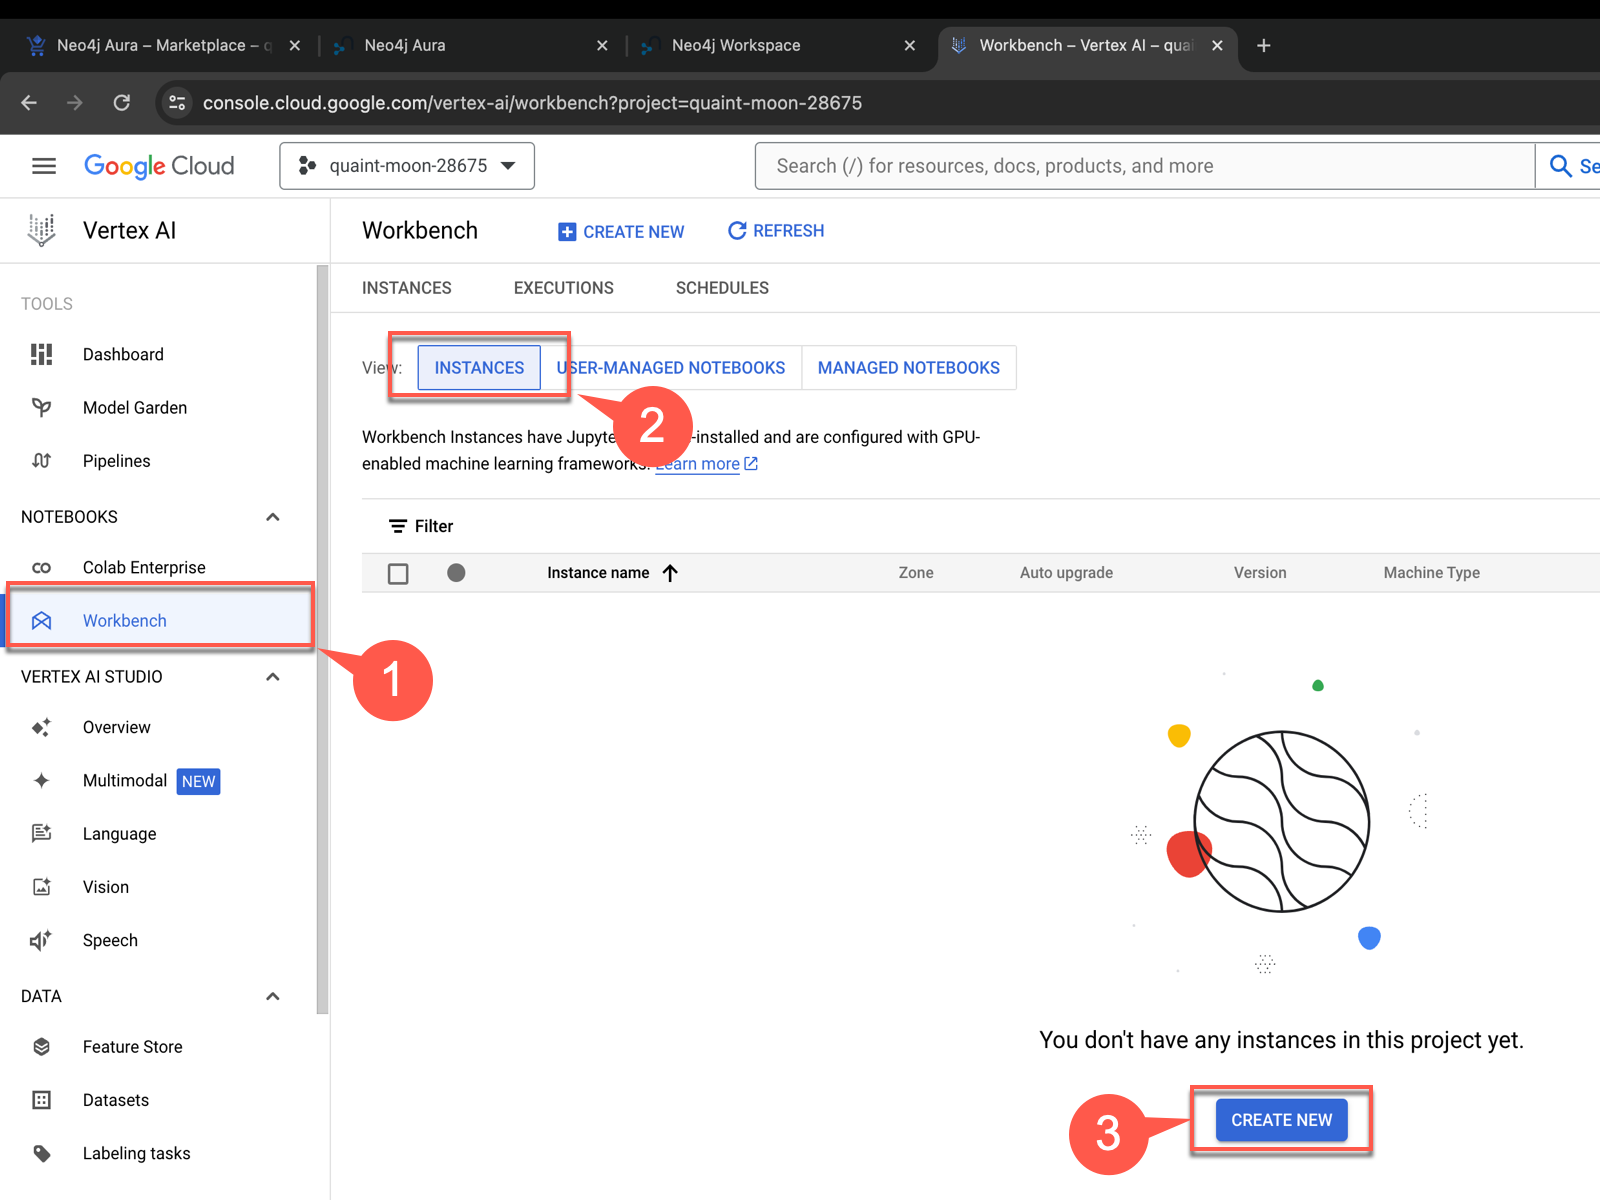 Neo4j Aura – Marketplace –
Neo4j Aura
Neo4j Workspace
Workbench – Vertex AI – quai
console.cloud.google.com/vertex-ai/workbench?project=quaint-moon-28675
Google Cloud
quaint-moon-28675
Search (/) for resources, docs, products, and more
Se
Vertex AI
Workbench
CREATE NEW
REFRESH
INSTANCES
EXECUTIONS
SCHEDULES
View:
INSTANCES
USER-MANAGED NOTEBOOKS
MANAGED NOTEBOOKS
2
Workbench Instances have Jupyte -installed and are configured with GPU-
enabled machine learning frameworks. Learn more
Filter
Instance name
Zone
Auto upgrade
Version
Machine Type
TOOLS
Dashboard
Model Garden
Pipelines
NOTEBOOKS
Colab Enterprise
Workbench
1
VERTEX AI STUDIO
Overview
Multimodal NEW
Language
Vision
Speech
DATA
Feature Store
Datasets
Labeling tasks
You don't have any instances in this project yet.
3
CREATE NEW